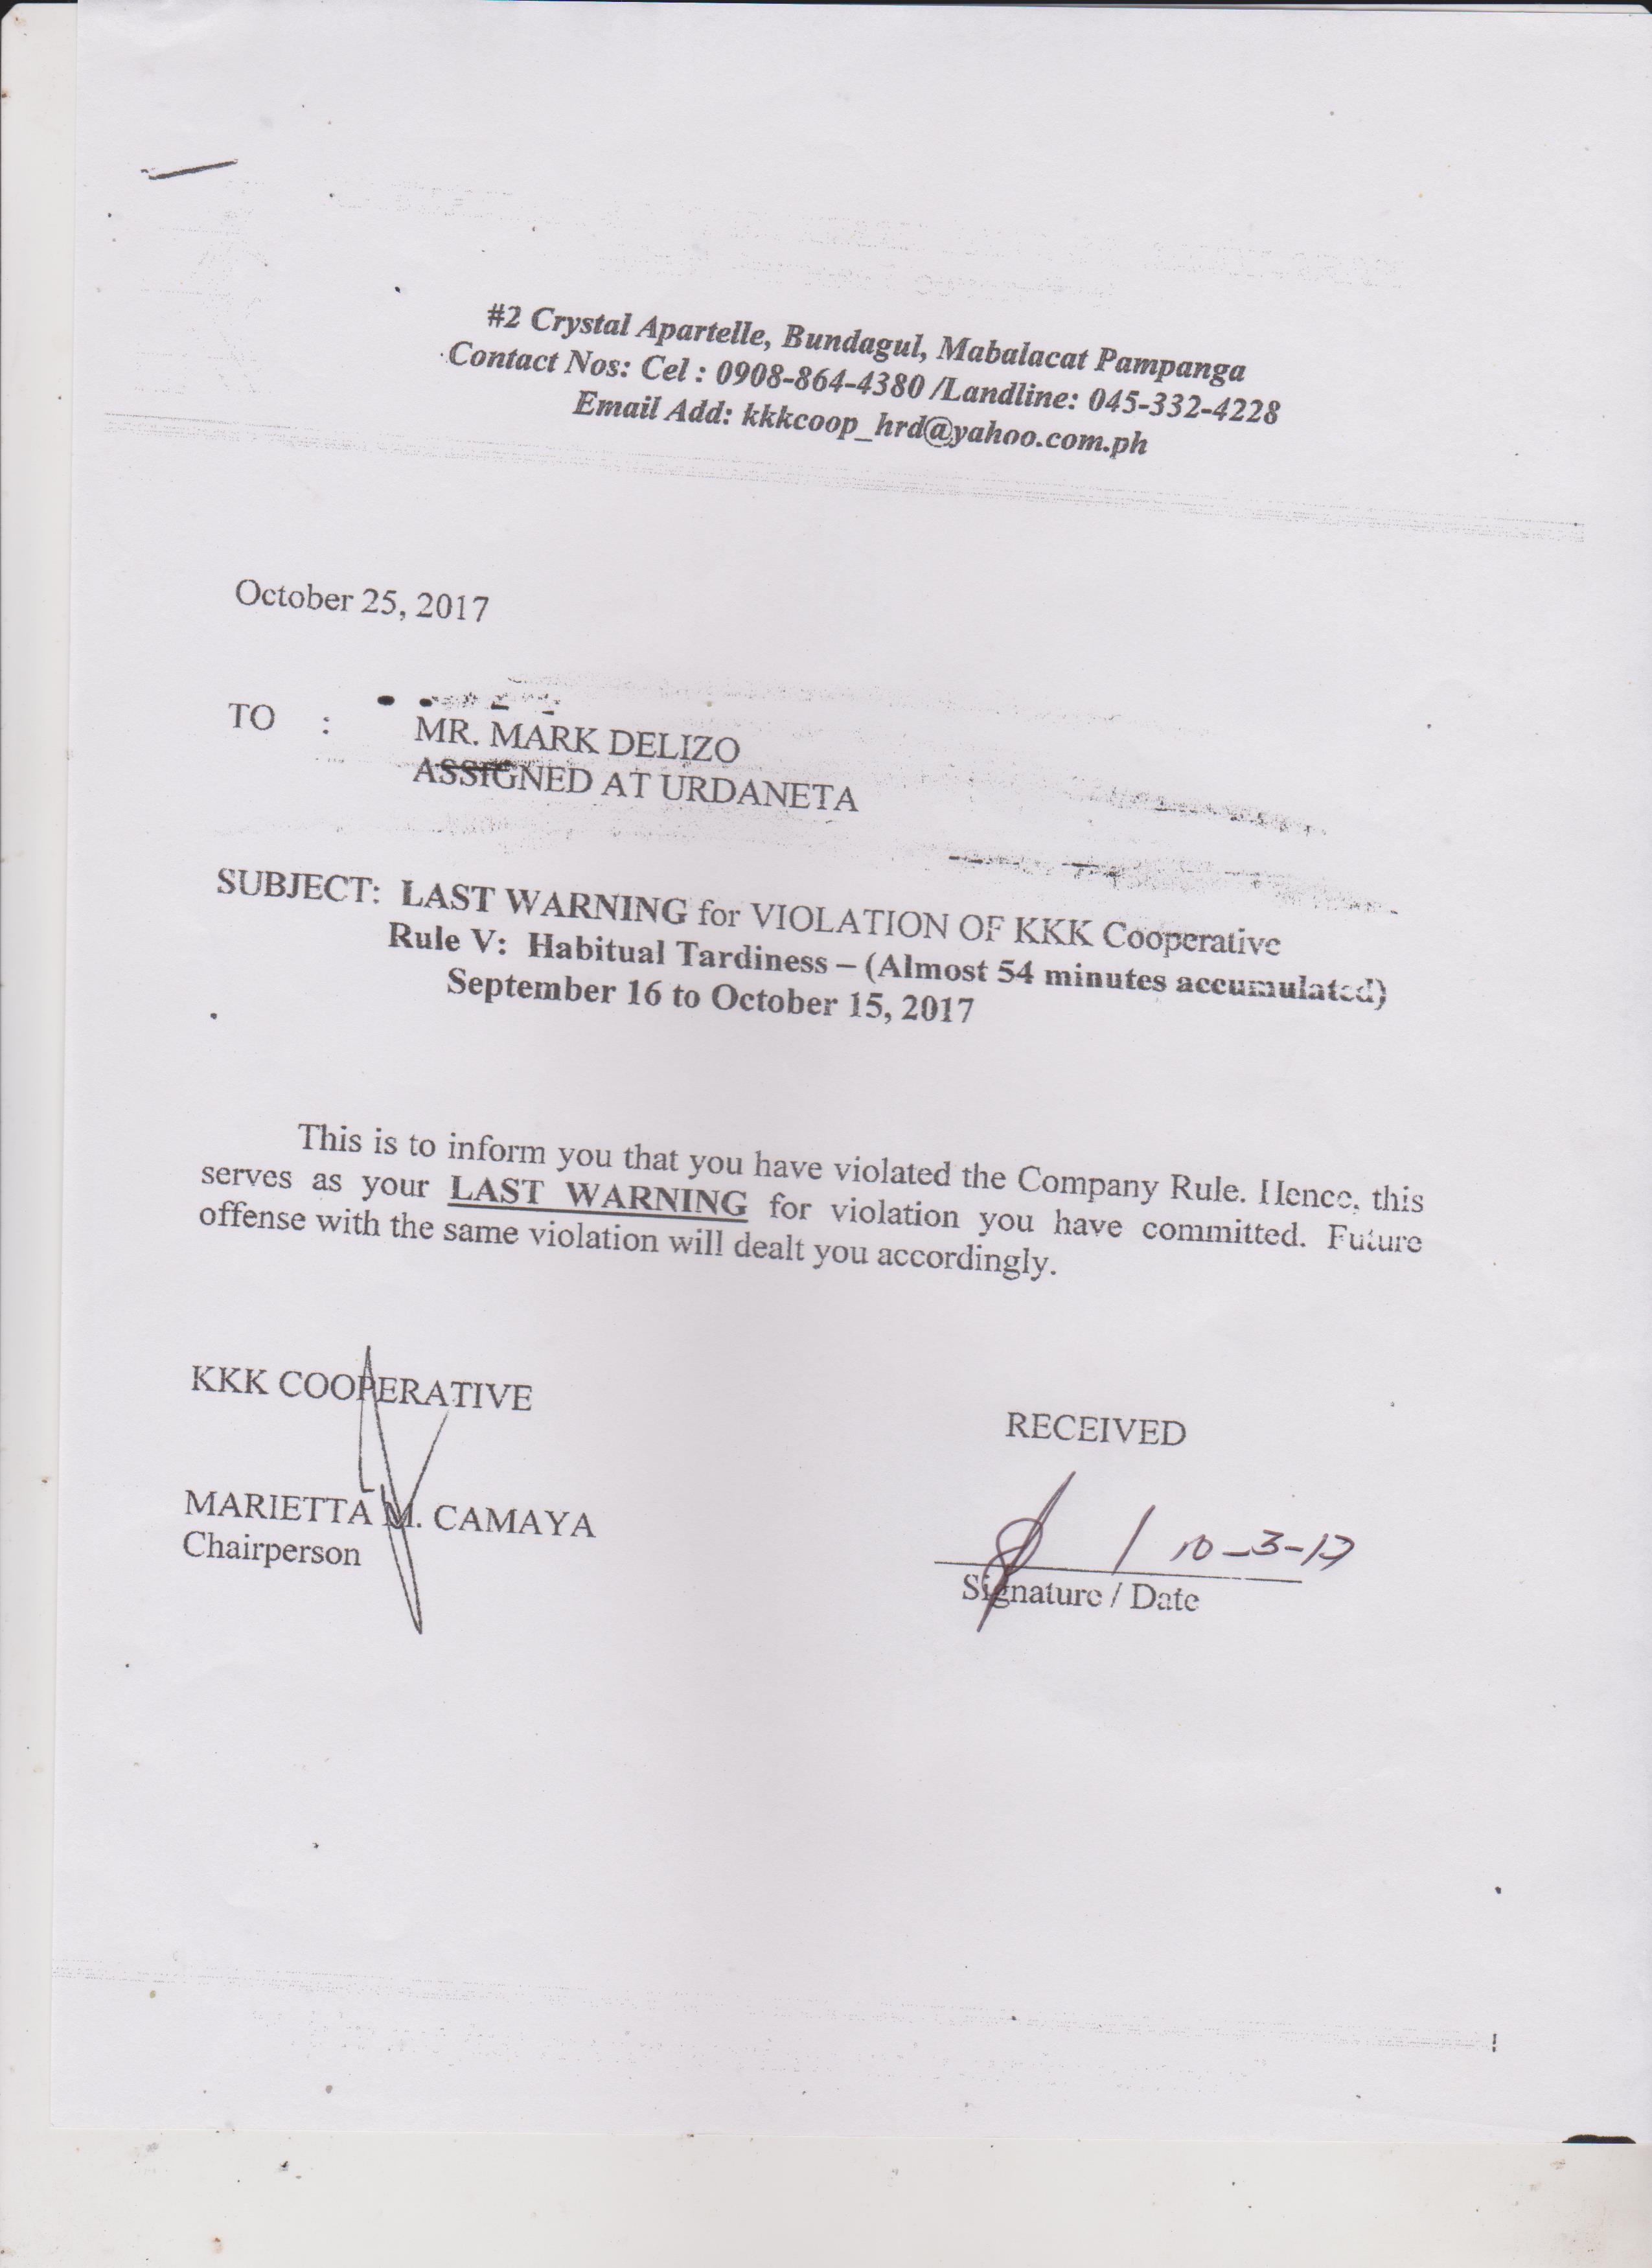 #2 Crystal Apartelle, Bundagul, Mabalacat Pampanga
Contact Nos: Cel : 0908-864-4380 /Landline: 045-332-4228
Email Add: kkkcoop_hrd@yahoo.com.ph
October 25, 2017
TO : MR. MARK DELIZO
ASSIGNED AT URDANETA
SUBJECT: LAST WARNING for VIOLATION OF KKK Cooperative
Rule V: Habitual Tardiness – (Almost 54 minutes accumulated)
September 16 to October 15, 2017
This is to inform you that you have violated the Company Rule. Hence, this
serves as your LAST WARNING for violation you have committed. Future
offense with the same violation will dealt you accordingly.
KKK COOPERATIVE
RECEIVED
MARIETTA M. CAMAYA
Chairperson
/ 10-3-17
Signature / Date